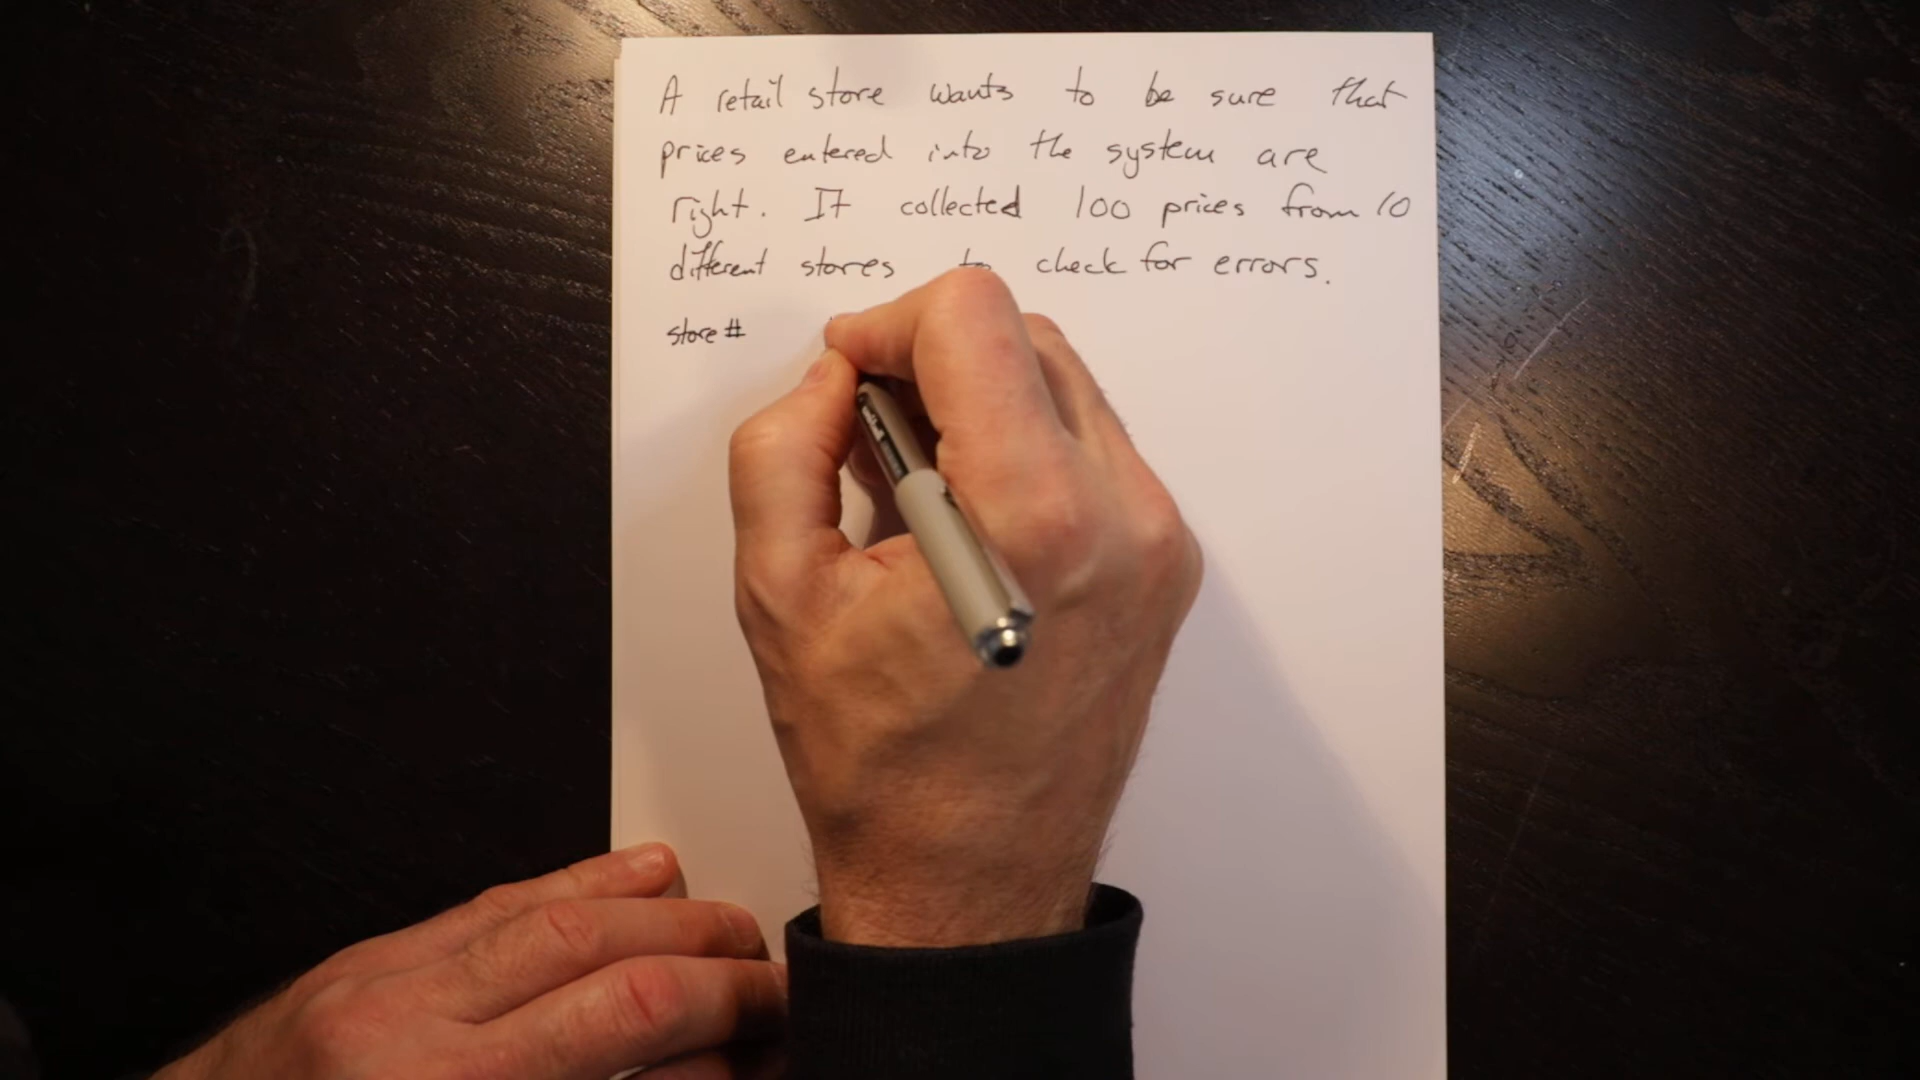 A retail store wants to be sure that
prices entered into the system are
right. It collected 100 prices from 10
different stores to check for errors.
store #